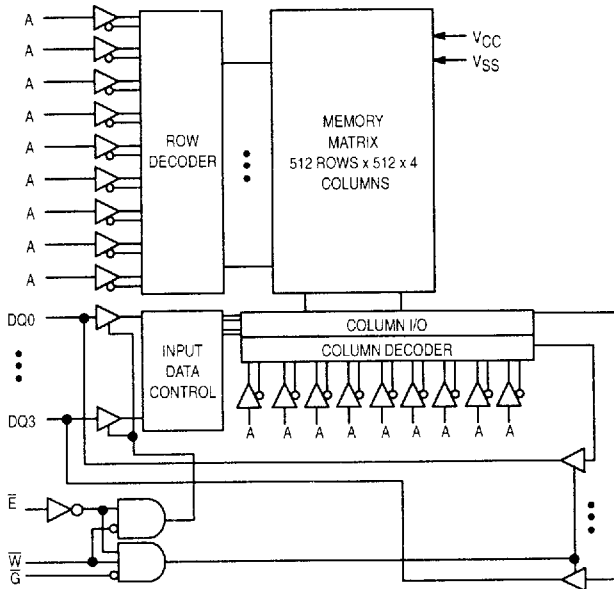 A
A
A
A
A
A
A
A
A
ROW
DECODER
MEMORY
MATRIX
512 ROWS x 512 x 4
COLUMNS
VCC
VSS
DQ0
DQ3
INPUT
DATA
CONTROL
COLUMN I/O
COLUMN DECODER
A A A A A A A A A
E̅
W̅
G̅